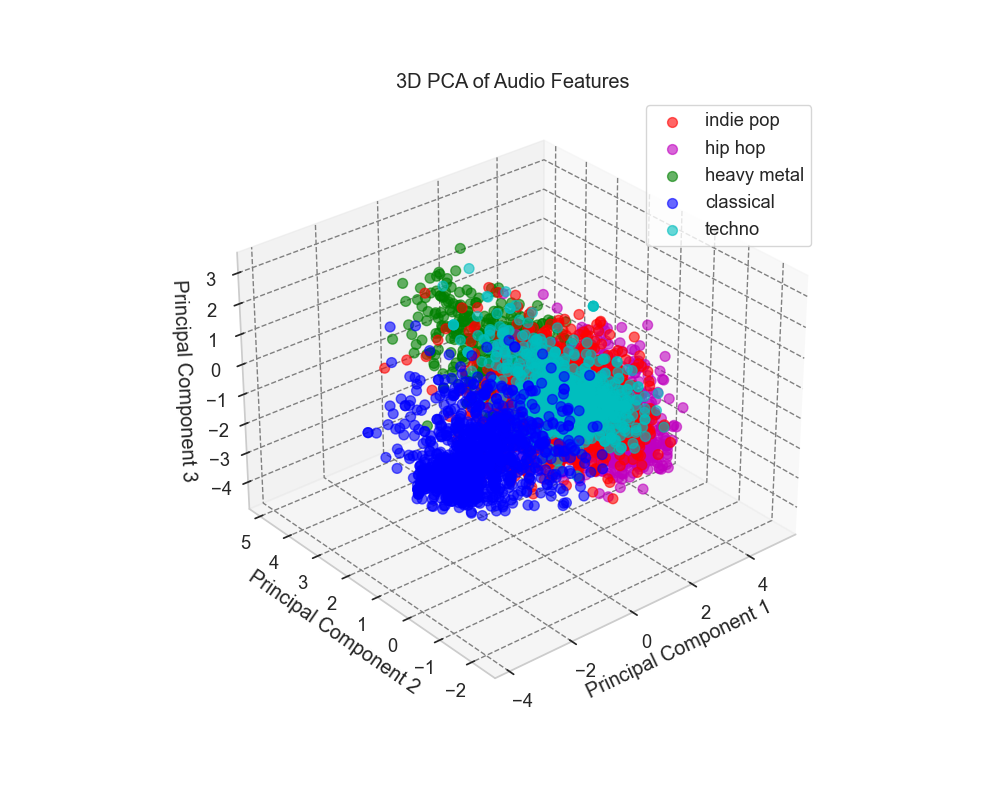 3D PCA of Audio Features
indie pop
hip hop
heavy metal
classical
techno
3
2
1
0
−1
−2
−3
−4
Principal Component 3
5
4
3
2
1
0
−1
−2
Principal Component 2
−4
−2
0
2
4
Principal Component 1